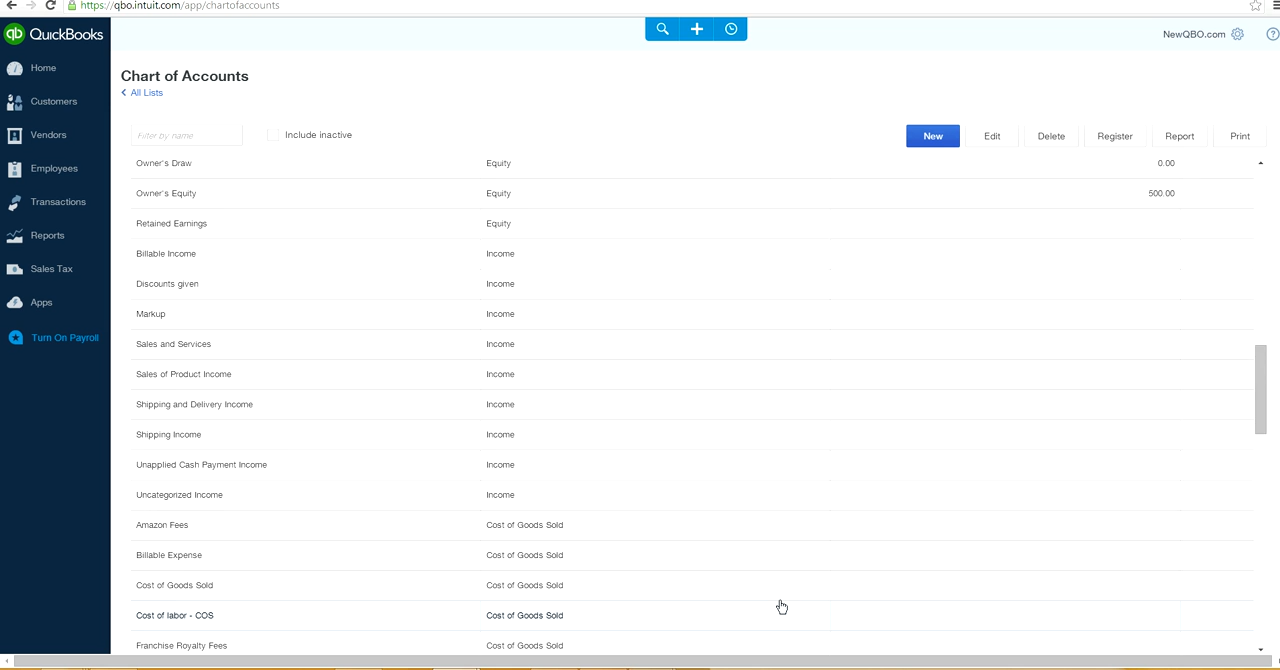 https://qbo.intuit.com/app/chartofaccounts
qb QuickBooks
NewQBO.com
Home
Customers
Vendors
Employees
Transactions
Reports
Sales Tax
Apps
Turn On Payroll
Chart of Accounts
All Lists
Filter by name Include inactive New Edit Delete Register Report Print
Owner's Draw Equity 0.00
Owner's Equity Equity 500.00
Retained Earnings Equity
Billable Income Income
Discounts given Income
Markup Income
Sales and Services Income
Sales of Product Income Income
Shipping and Delivery Income Income
Shipping Income Income
Unapplied Cash Payment Income Income
Uncategorized Income Income
Amazon Fees Cost of Goods Sold
Billable Expense Cost of Goods Sold
Cost of Goods Sold Cost of Goods Sold
Cost of labor - COS Cost of Goods Sold
Franchise Royalty Fees Cost of Goods Sold